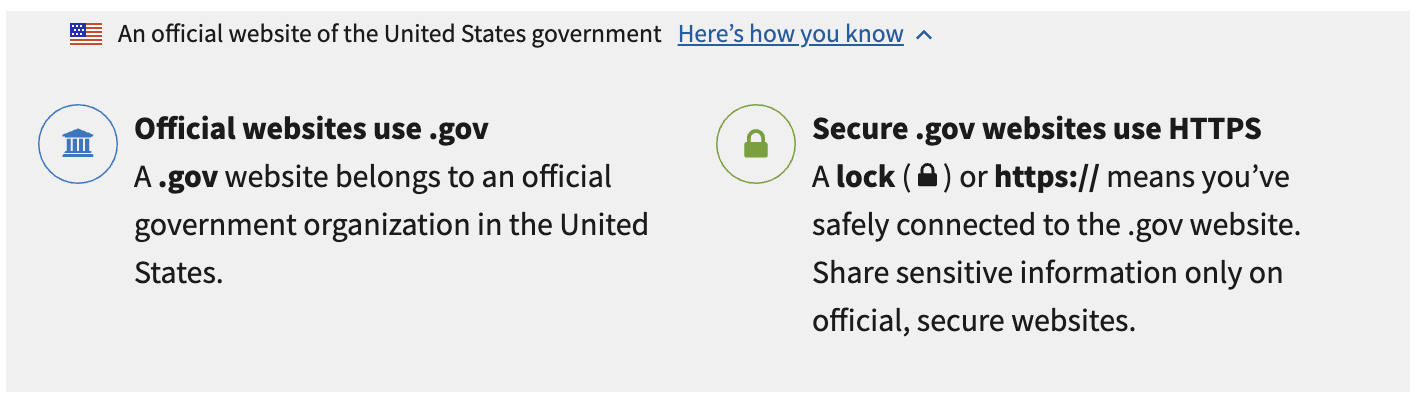 An official website of the United States government Here’s how you know
Official websites use .gov
A .gov website belongs to an official
government organization in the United
States.
Secure .gov websites use HTTPS
A lock ( ) or https:// means you’ve
safely connected to the .gov website.
Share sensitive information only on
official, secure websites.